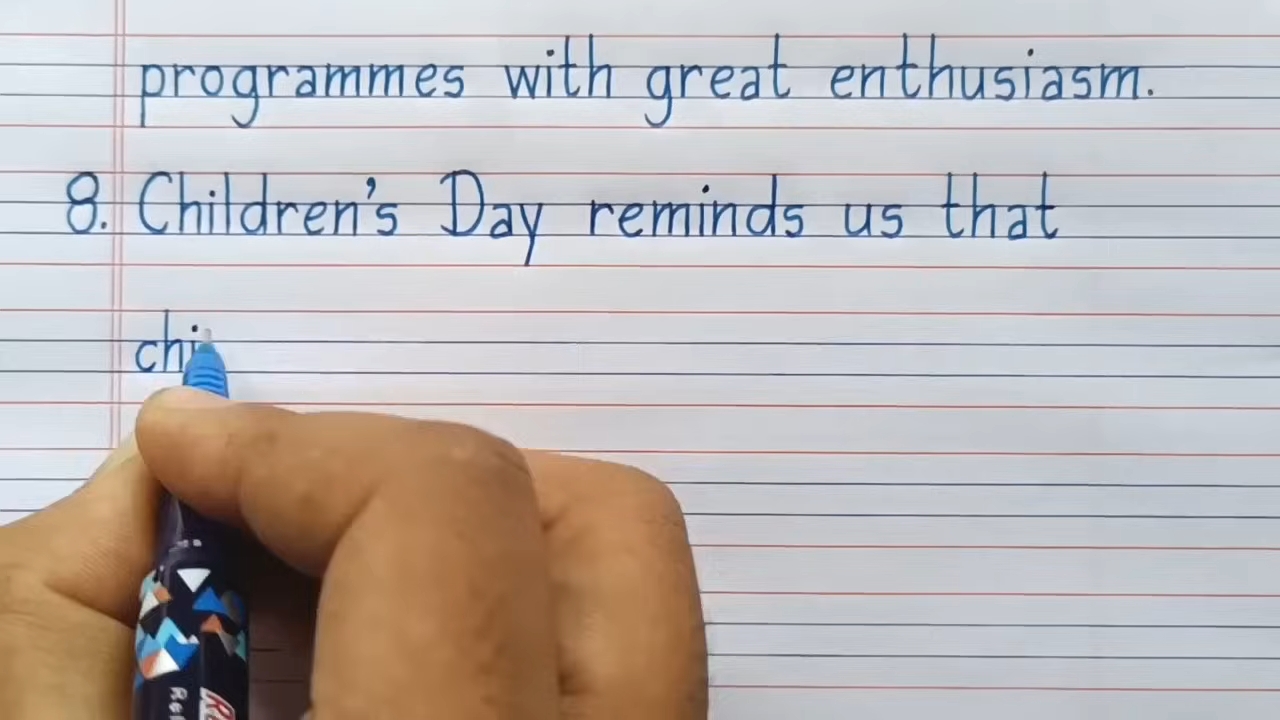 programmes with great enthusiasm.
8. Children's Day reminds us that
chi